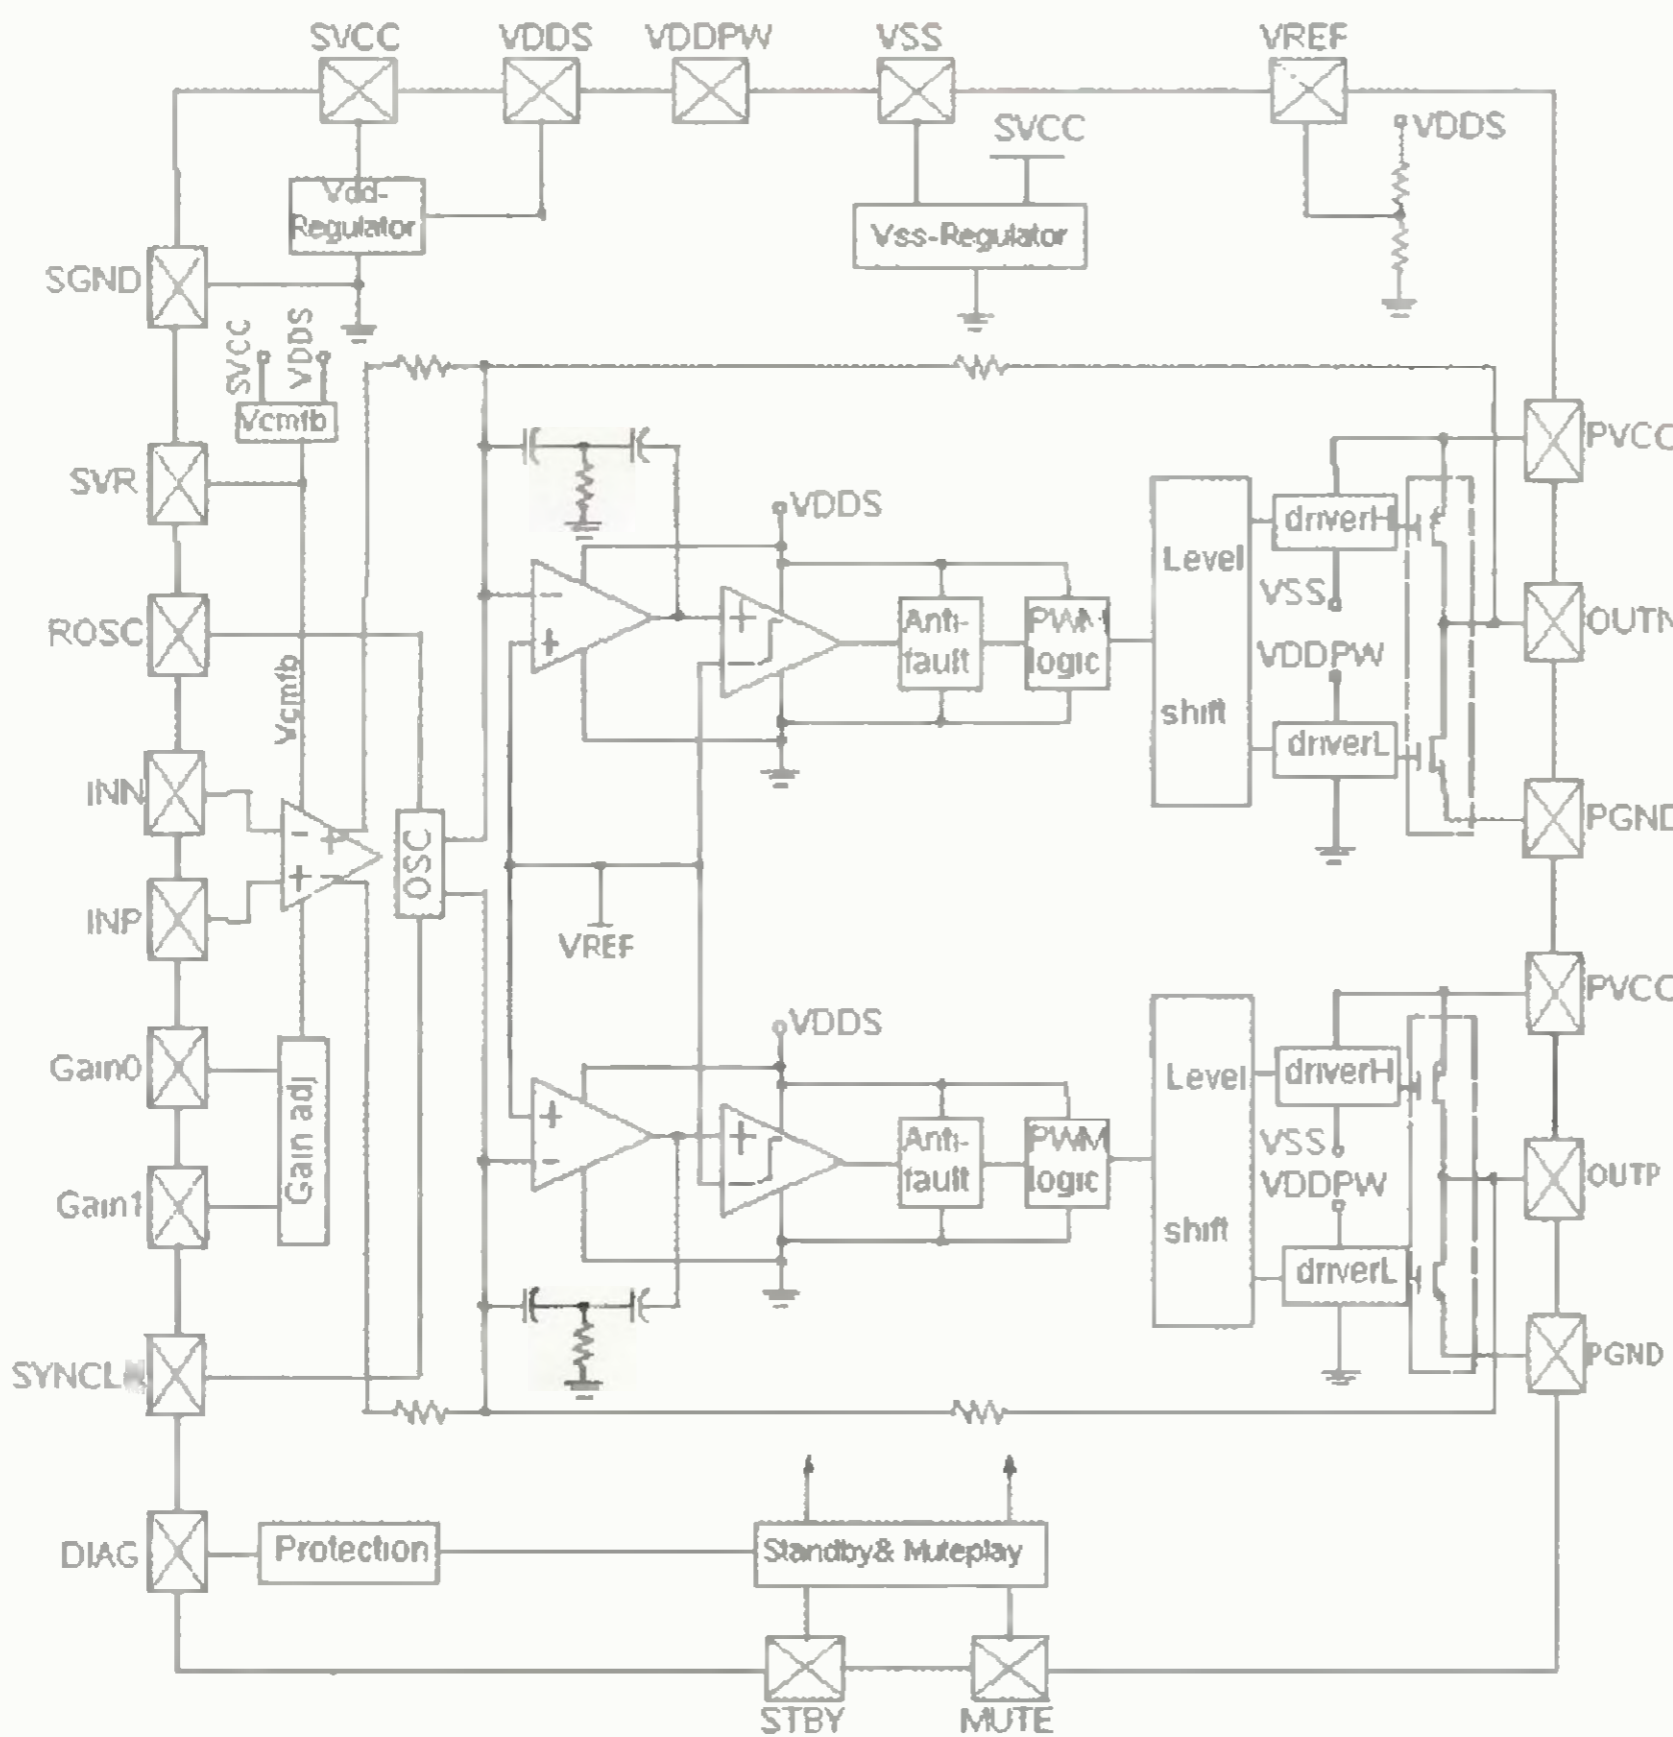 SVCC VDDS VDDPW VSS VREF
SVCC
VDDS
Vdd-
Regulator
Vss-Regulator
SGND
SVCC
VDDS
Vcmfb
SVR
ROSC
Vcmfb
INN
INP
OSC
Gain0
Gain1
Gain adj
DIAG
Protection
VDDS
- +
+ -
Anti-
fault
PWM
logic
Level
shift
driverH
VSS
VDDPW
driverL
PVCC
OUTN
PGND
- +
+ -
VREF
VDDS
+ -
- +
Anti-
fault
PWM
logic
Level
shift
driverH
VSS
VDDPW
driverL
PVCC
OUTP
PGND
Standby& Muteplay
STBY MUTE